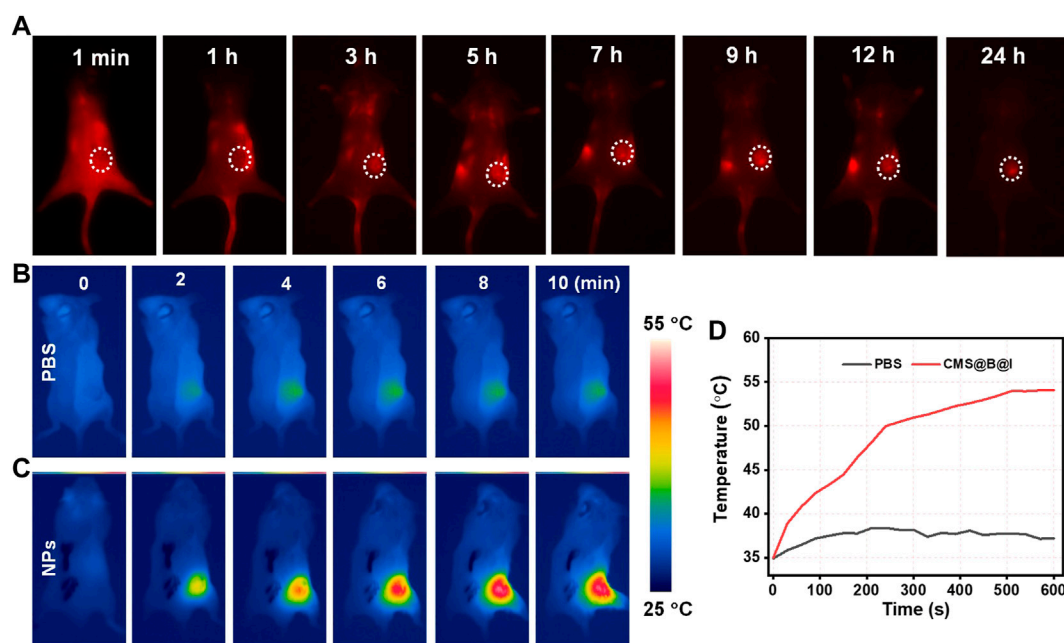 A
1 min 1 h 3 h 5 h 7 h 9 h 12 h 24 h
B
0 2 4 6 8 10 (min)
PBS
55 °C
25 °C
C
NPs
D
PBS CMS@B@I
Temperature (°C)
60
55
50
45
40
35
0 100 200 300 400 500 600
Time (s)